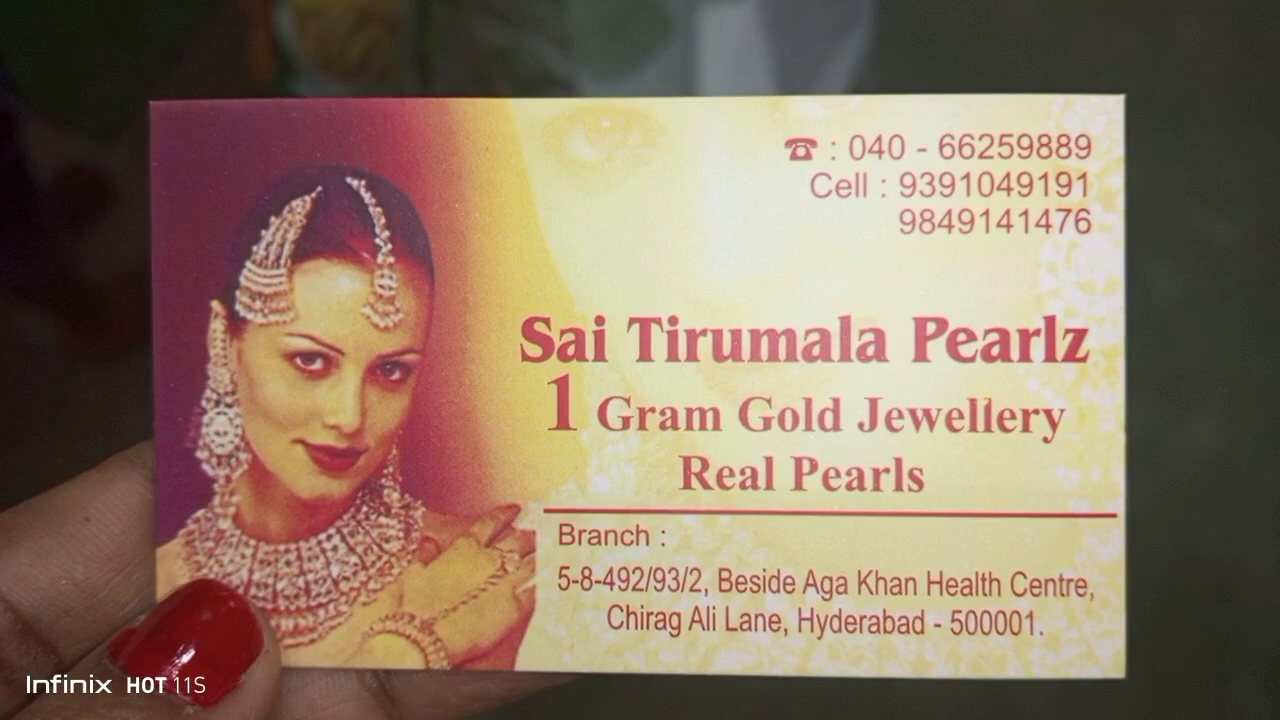 ☎ : 040 - 66259889
Cell : 9391049191
9849141476
Sai Tirumala Pearlz
1 Gram Gold Jewellery
Real Pearls
Branch :
5-8-492/93/2, Beside Aga Khan Health Centre,
Chirag Ali Lane, Hyderabad - 500001.
Infinix HOT 11S